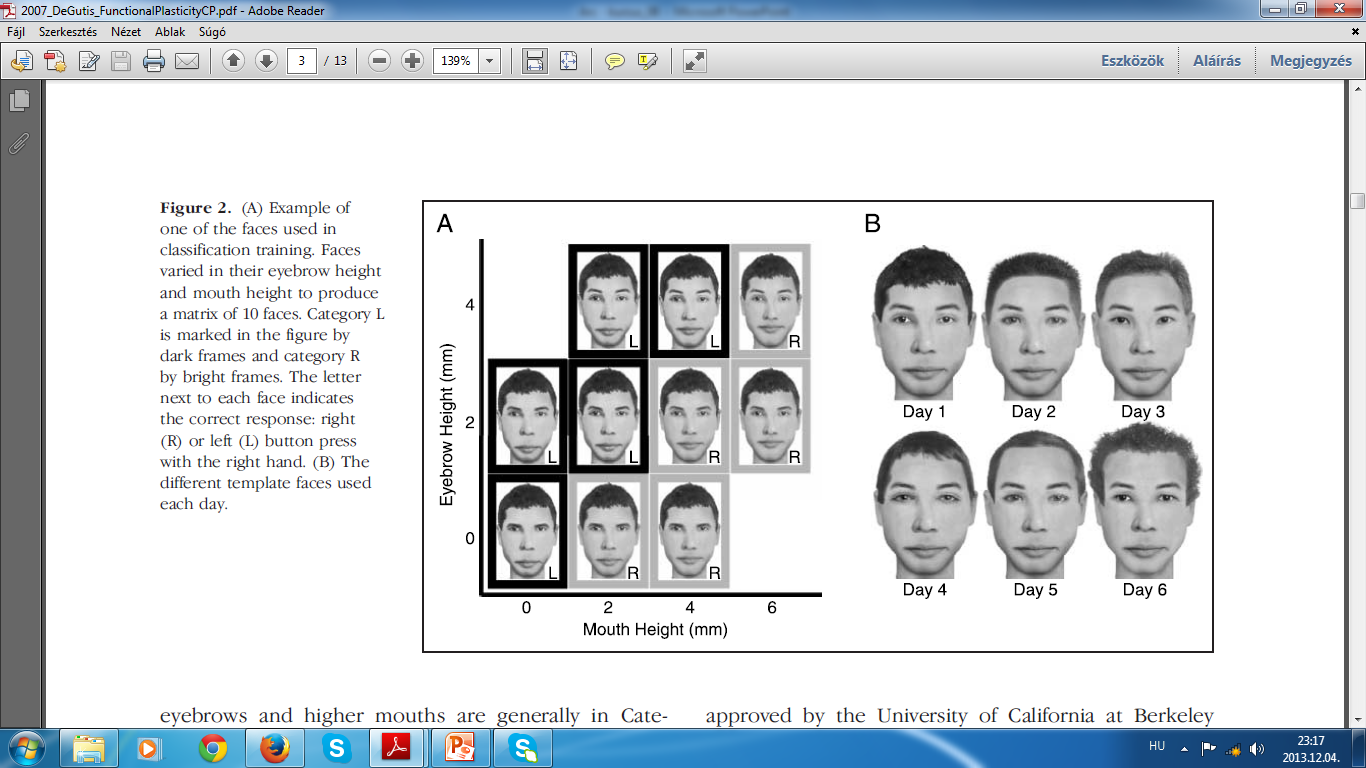 2007_DeGutis_FunctionalPlasticityCP.pdf - Adobe Reader
Fájl Szerkesztés Nézet Ablak Súgó
3 / 13 139% Eszközök Aláírás Megjegyzés
Figure 2. (A) Example of
one of the faces used in
classification training. Faces
varied in their eyebrow height
and mouth height to produce
a matrix of 10 faces. Category L
is marked in the figure by
dark frames and category R
by bright frames. The letter
next to each face indicates
the correct response: right
(R) or left (L) button press
with the right hand. (B) The
different template faces used
each day.
A
Eyebrow Height (mm)
4
L L R
2
L L R R
0
L R R
0 2 4 6
Mouth Height (mm)
B
Day 1 Day 2 Day 3
Day 4 Day 5 Day 6
eyebrows and higher mouths are generally in Cate-
approved by the University of California at Berkeley
HU
23:17
2013.12.04.